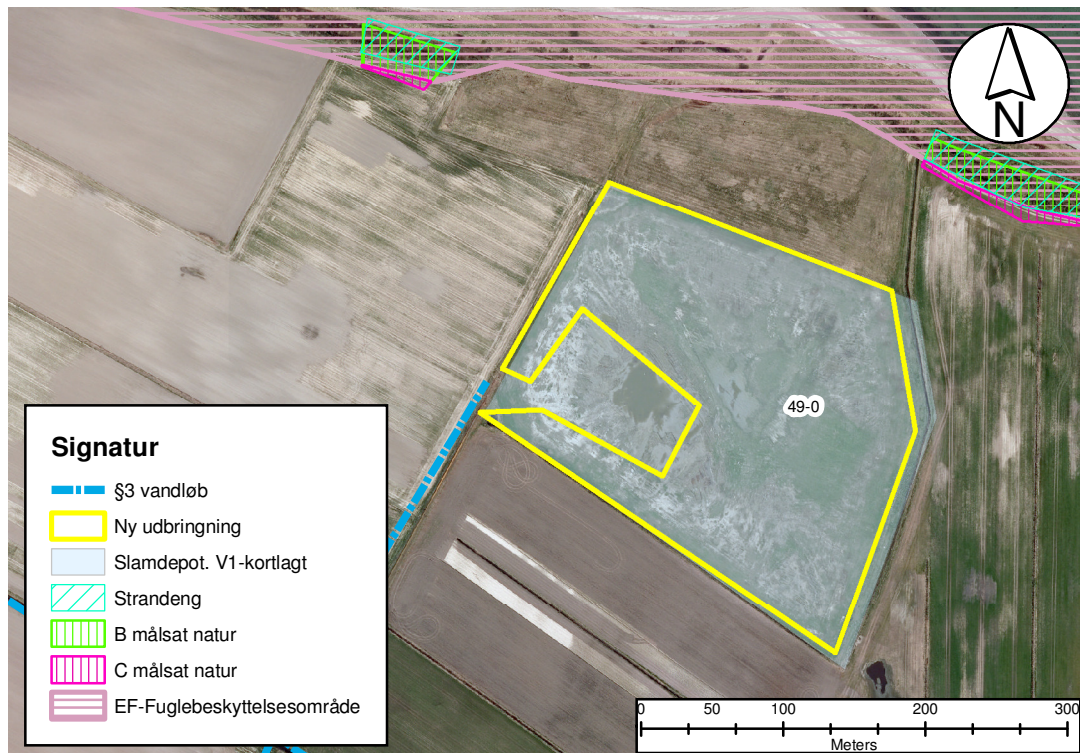 N
49-0
Signatur
§3 vandløb
Ny udbringning
Slamdepot. V1-kortlagt
Strandeng
B målsat natur
C målsat natur
EF-Fuglebeskyttelsesområde
0 50 100 200 300
Meters